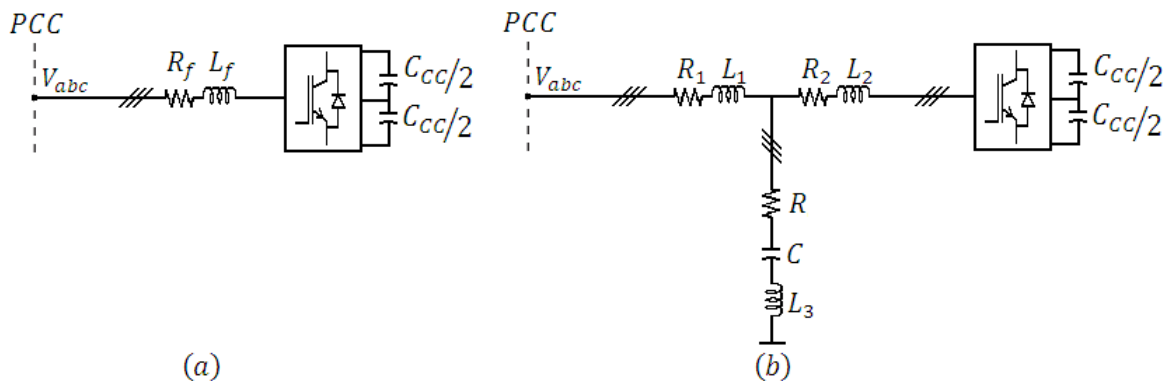 PCC
V_abc
R_f L_f
C_CC/2
C_CC/2
(a)
PCC
V_abc
R_1 L_1
R_2 L_2
C_CC/2
C_CC/2
R
C
L_3
(b)